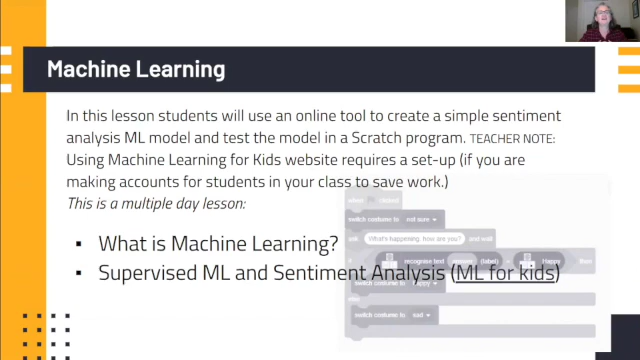 Machine Learning
In this lesson students will use an online tool to create a simple sentiment
analysis ML model and test the model in a Scratch program. TEACHER NOTE:
Using Machine Learning for Kids website requires a set-up (if you are
making accounts for students in your class to save work.)
This is a multiple day lesson:
when clicked
switch costume to not sure
ask What's happening, how are you? and wait
▪ What is Machine Learning?
if recognise text answer (label) = Happy then
▪ Supervised ML and Sentiment Analysis (ML for kids)
switch costume to happy
else
switch costume to sad